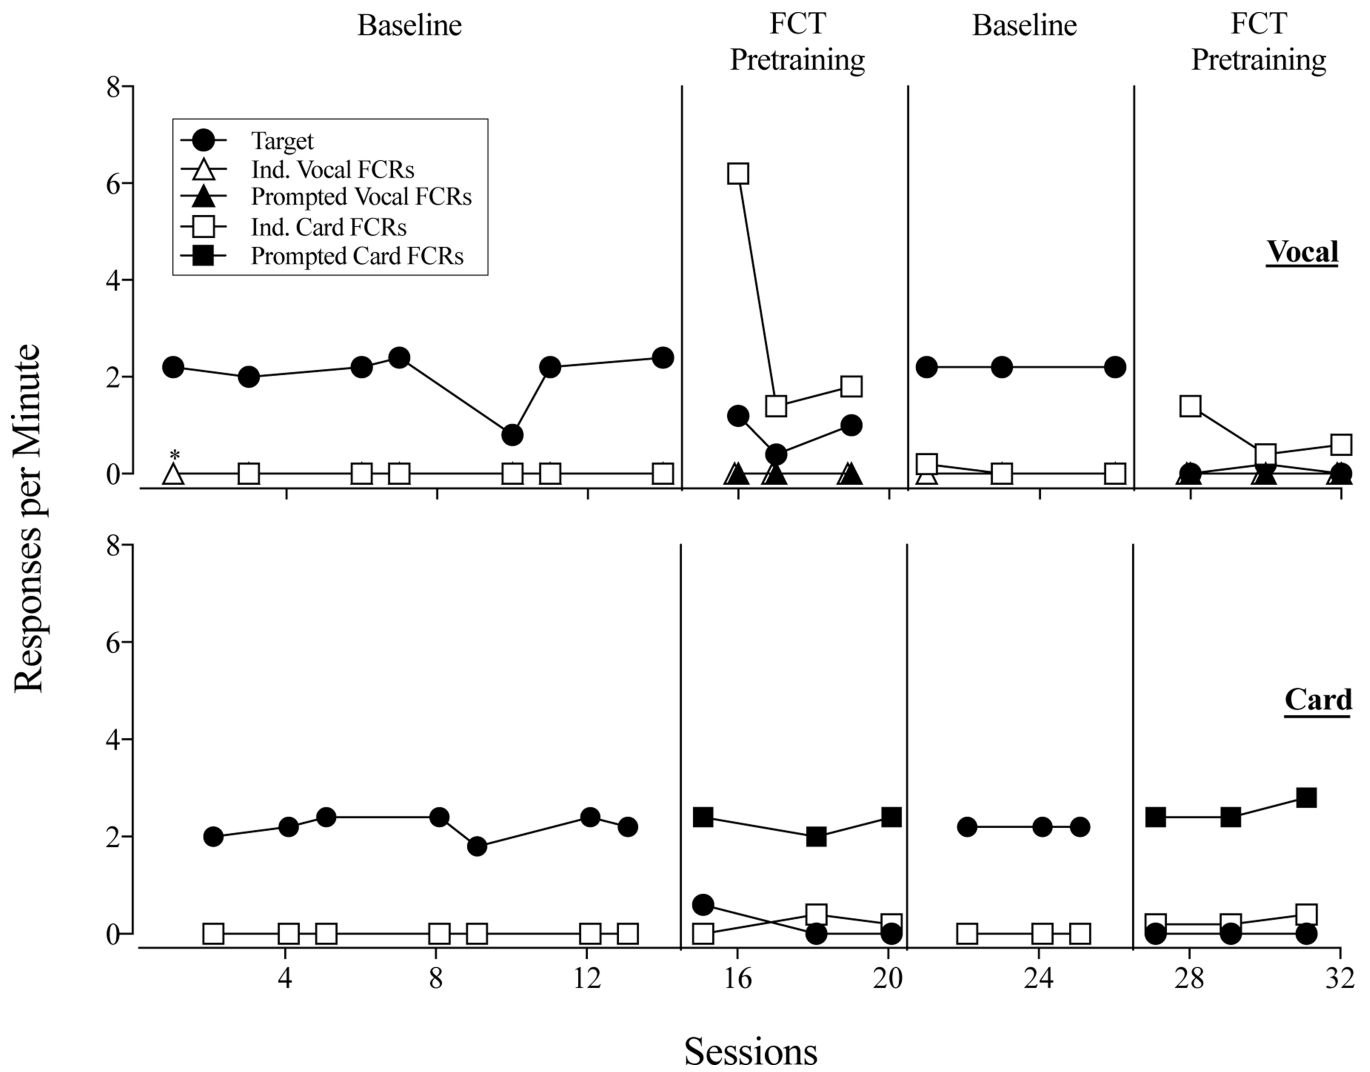 Baseline
FCT
Pretraining
Baseline
FCT
Pretraining
8
6
4
2
0
Target
Ind. Vocal FCRs
Prompted Vocal FCRs
Ind. Card FCRs
Prompted Card FCRs
*
Vocal
Responses per Minute
8
6
4
2
0
Card
4 8 12 16 20 24 28 32
Sessions